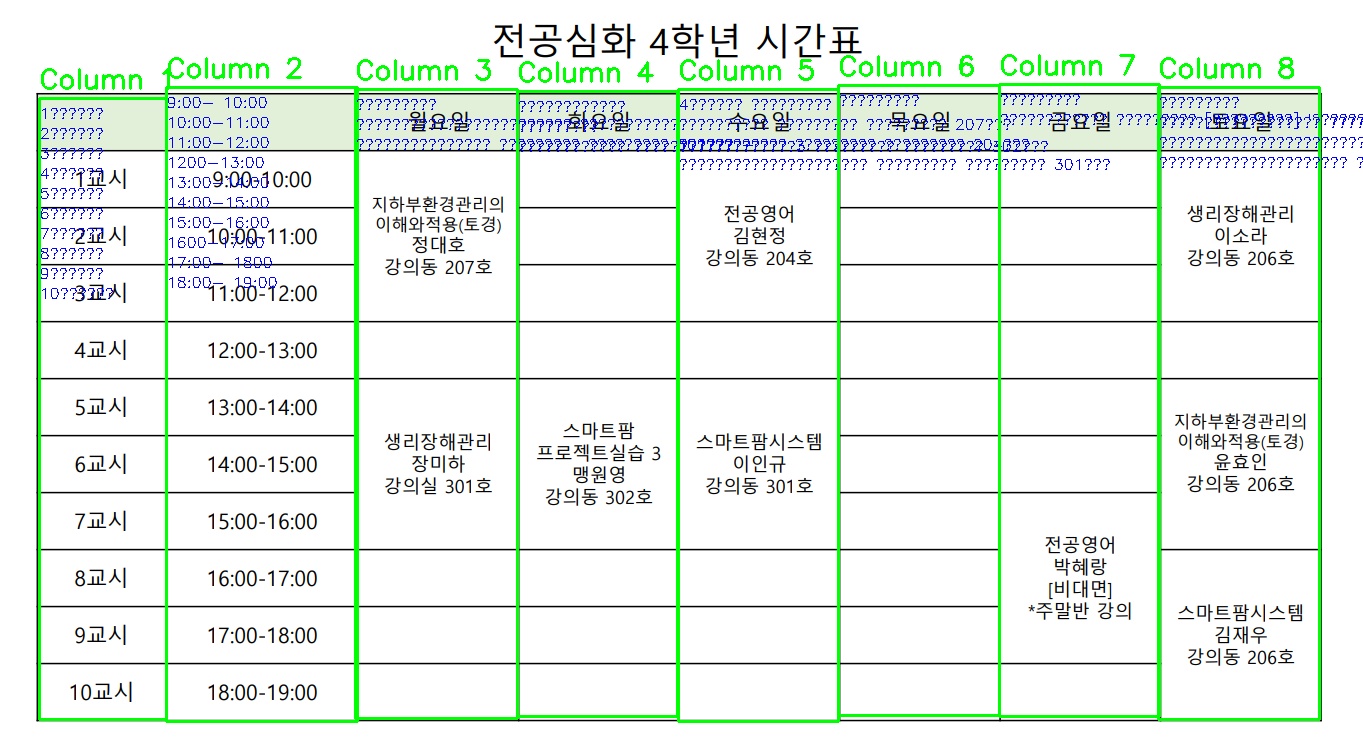 전공심화 4학년 시간표
Column 1
Column 2
Column 3
Column 4
Column 5
Column 6
Column 7
Column 8
월요일
화요일
수요일
목요일
금요일
토요일
1??????
2??????
3??????
4??????
5??????
6??????
7??????
8??????
9??????
10??????
9:00- 10:00
10:00-11:00
11:00-12:00
1200-13:00
13:00-14:00
14:00-15:00
15:00-16:00
1600-17:00
17:00- 1800
18:00- 19:00
1교시
9:00-10:00
2교시
10:00-11:00
3교시
11:00-12:00
4교시
12:00-13:00
5교시
13:00-14:00
6교시
14:00-15:00
7교시
15:00-16:00
8교시
16:00-17:00
9교시
17:00-18:00
10교시
18:00-19:00
지하부환경관리의
이해와적용(토경)
정대호
강의동 207호
생리장해관리
장미하
강의실 301호
스마트팜
프로젝트실습 3
맹원영
강의동 302호
전공영어
김현정
강의동 204호
스마트팜시스템
이인규
강의동 301호
전공영어
박혜랑
[비대면]
*주말반 강의
생리장해관리
이소라
강의동 206호
지하부환경관리의
이해와적용(토경)
윤효인
강의동 206호
스마트팜시스템
김재우
강의동 206호